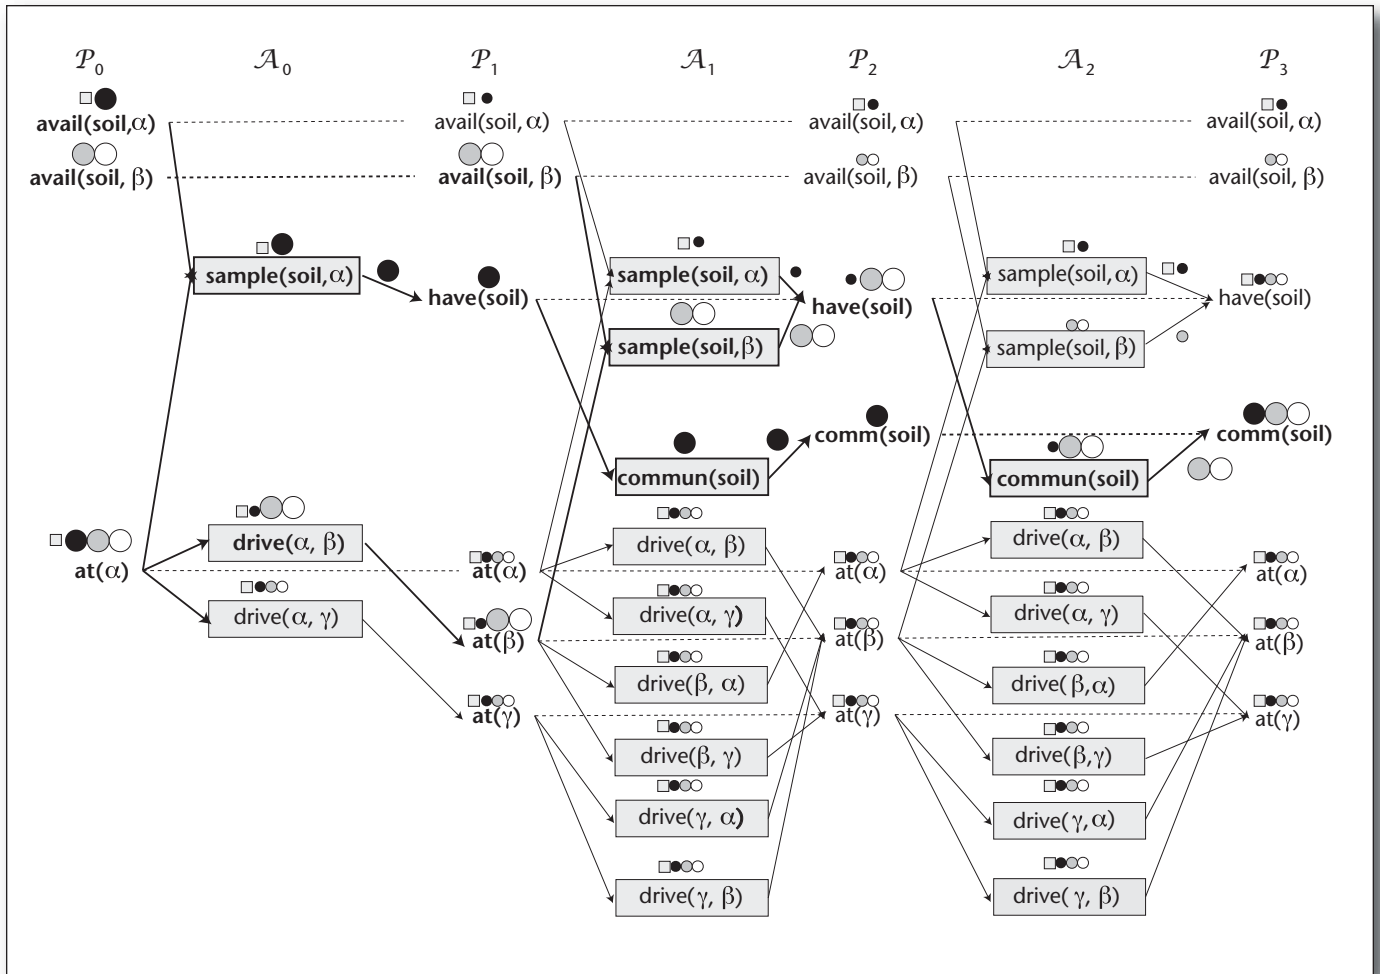 𝒫0 𝒜0 𝒫1 𝒜1 𝒫2 𝒜2 𝒫3
avail(soil,α) avail(soil, α) avail(soil, α) avail(soil, α)
avail(soil, β) avail(soil, β) avail(soil, β) avail(soil, β)
sample(soil,α) sample(soil, α) sample(soil, α)
have(soil) have(soil) have(soil)
sample(soil,β) sample(soil, β)
comm(soil) comm(soil)
commun(soil) commun(soil)
drive(α, β) drive(α, β) drive(α, β)
at(α) at(α) at(α) at(α)
drive(α, γ) drive(α, γ) drive(α, γ)
at(β) at(β) at(β)
drive(β, α) drive(β,α)
at(γ) at(γ) at(γ)
drive(β, γ) drive(β,γ)
drive(γ, α) drive(γ,α)
drive(γ, β) drive(γ, β)